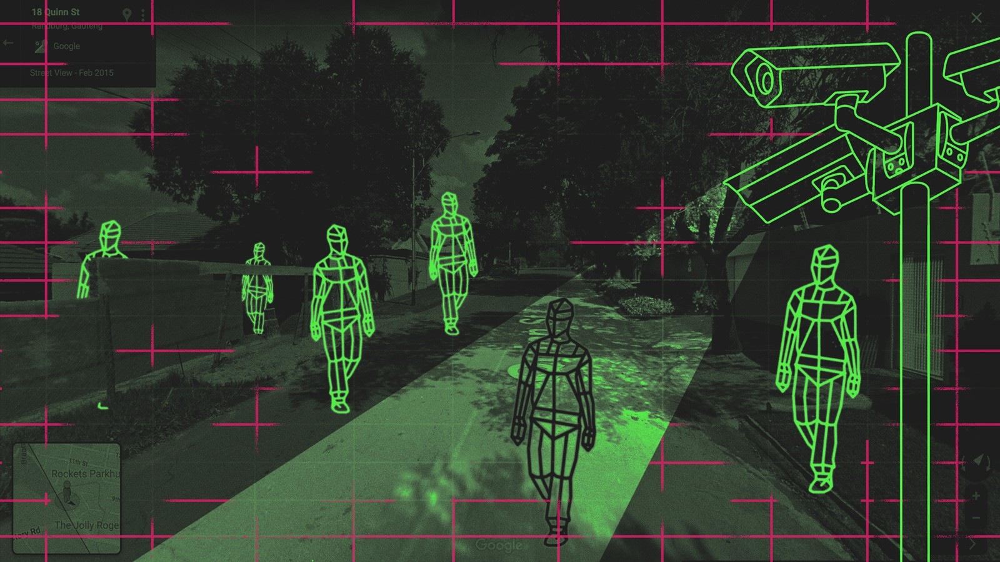 18 Quinn St
Randburg, Gauteng
Google
Street View - Feb 2015
11th St
Rockets Parkhu
9th
The Jolly Roge
Rd
Google